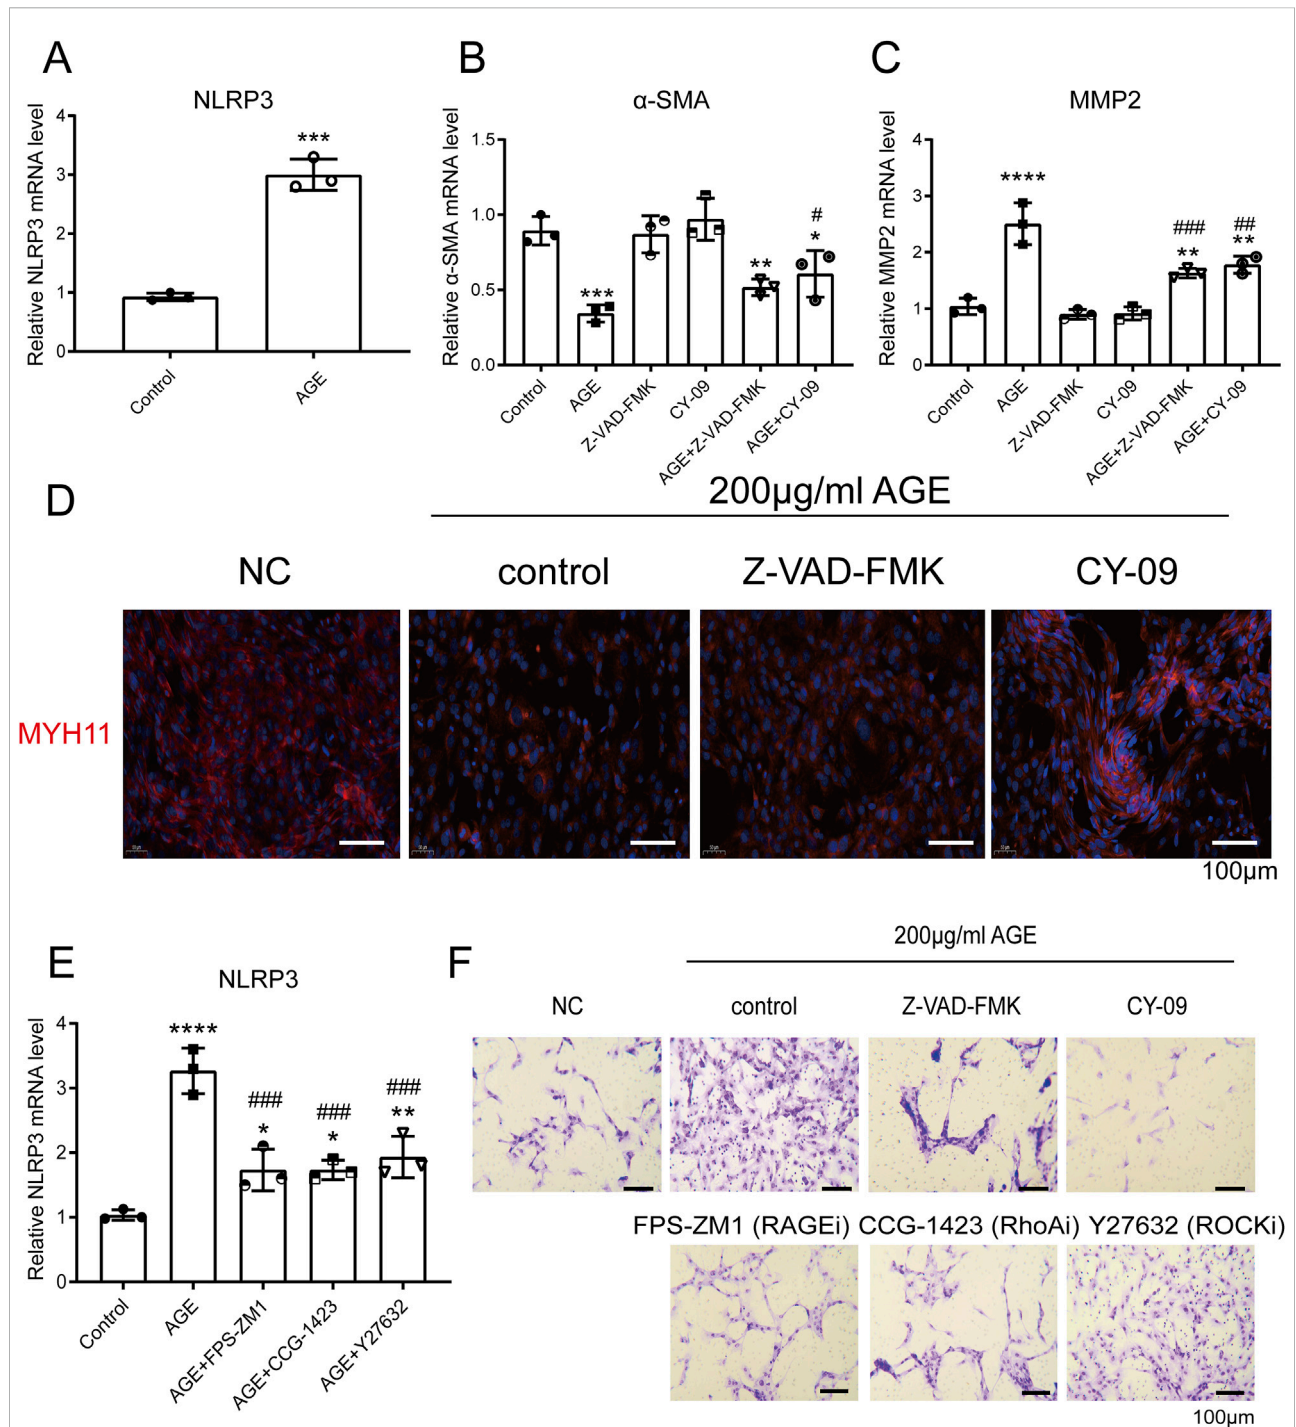 A
NLRP3
Relative NLRP3 mRNA level
4
3
2
1
0
***
Control
AGE
B
α-SMA
Relative α-SMA mRNA level
1.5
1.0
0.5
0.0
***
**
#
*
Control
AGE
Z-VAD-FMK
CY-09
AGE+Z-VAD-FMK
AGE+CY-09
C
MMP2
Relative MMP2 mRNA level
4
3
2
1
0
****
###
**
##
**
Control
AGE
Z-VAD-FMK
CY-09
AGE+Z-VAD-FMK
AGE+CY-09
D
200μg/ml AGE
NC
control
Z-VAD-FMK
CY-09
MYH11
100μm
E
NLRP3
Relative NLRP3 mRNA level
4
3
2
1
0
****
###
*
###
*
###
**
Control
AGE
AGE+FPS-ZM1
AGE+CCG-1423
AGE+Y27632
F
200μg/ml AGE
NC
control
Z-VAD-FMK
CY-09
FPS-ZM1 (RAGEi)
CCG-1423 (RhoAi)
Y27632 (ROCKi)
100μm